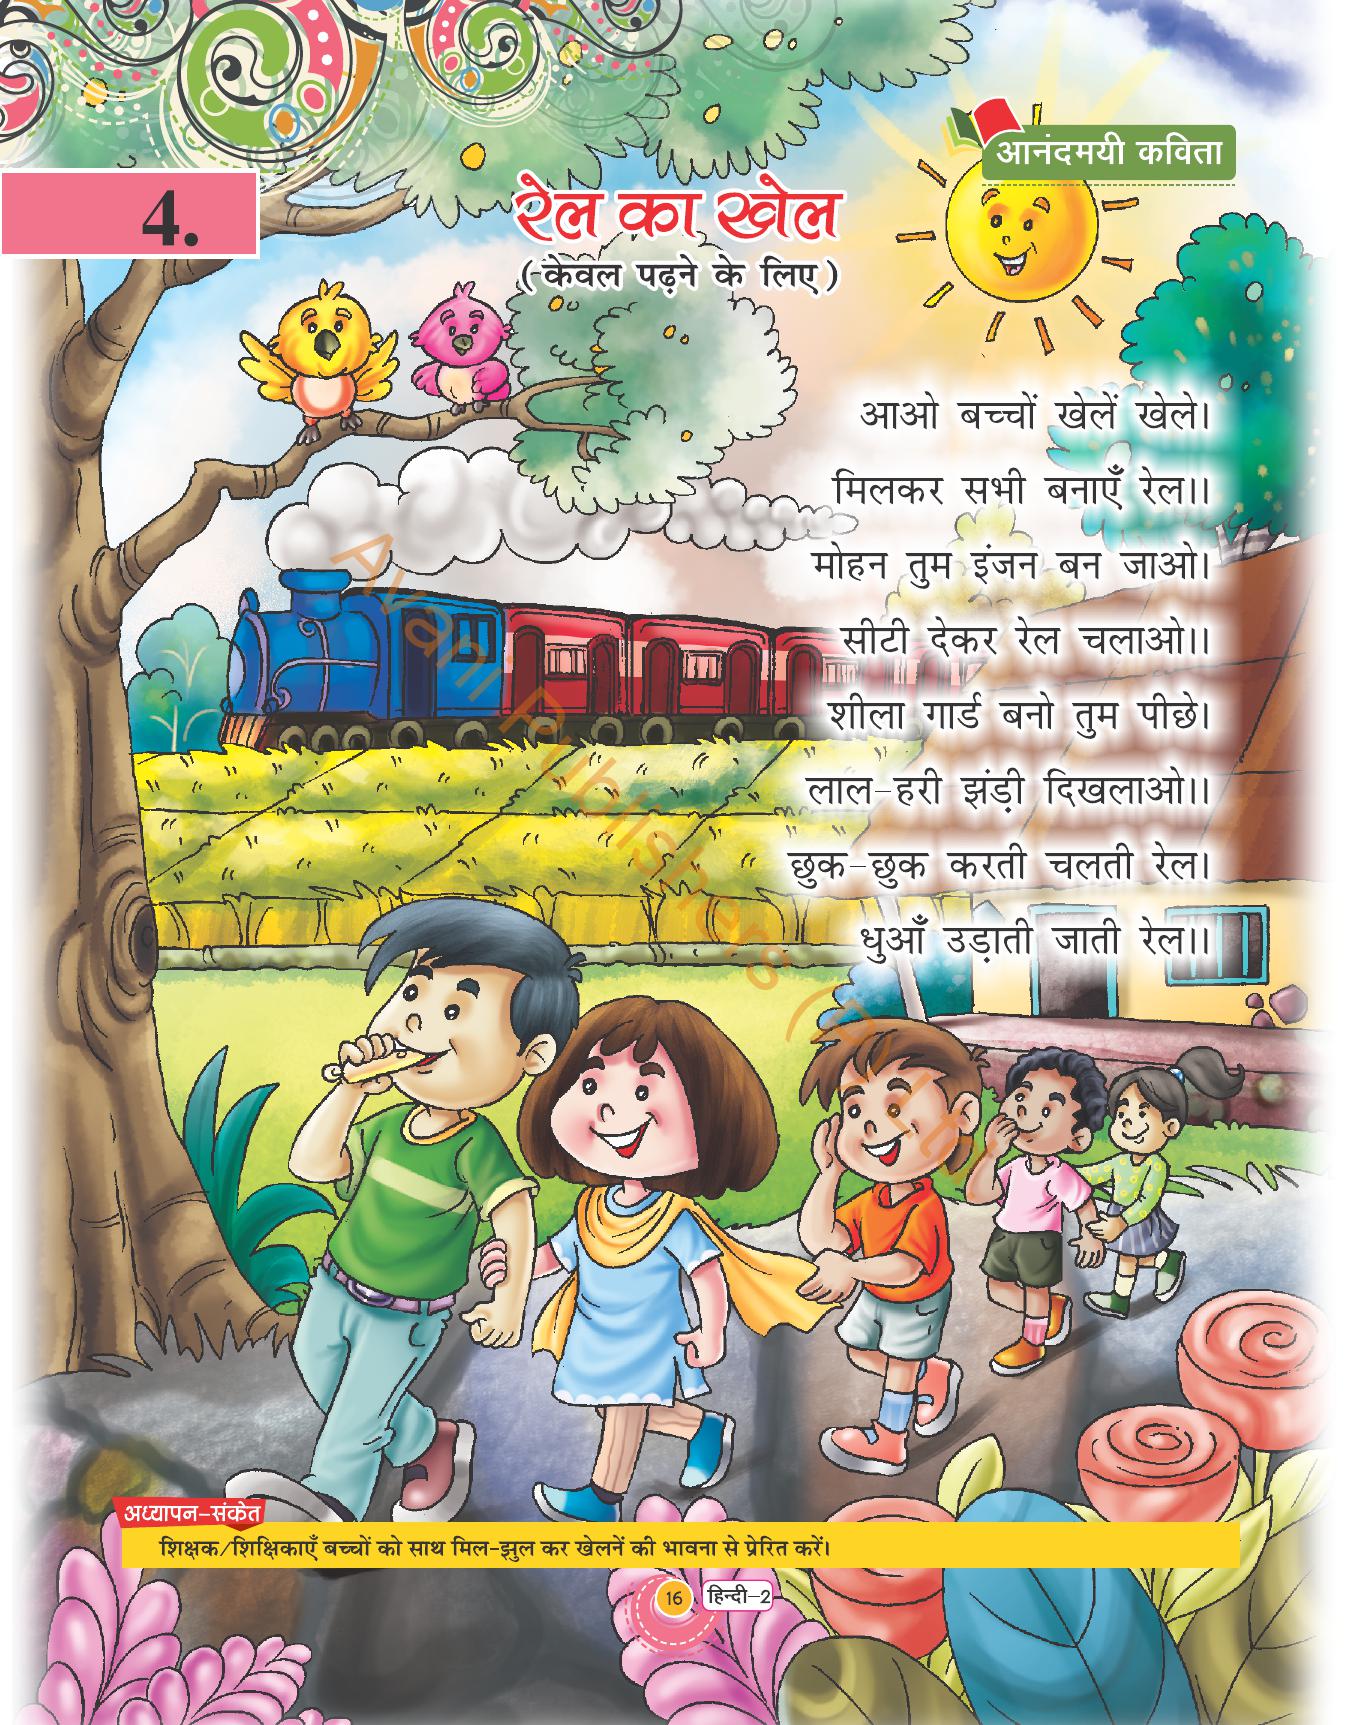 आनंदमयी कविता
4.
रेल का खेल
(केवल पढ़ने के लिए)
आओ बच्चों खेलें खेले।
मिलकर सभी बनाएँ रेल।।
मोहन तुम इंजन बन जाओ।
सीटी देकर रेल चलाओ।।
शीला गार्ड बनो तुम पीछे।
लाल-हरी झंड़ी दिखलाओ।।
छुक-छुक करती चलती रेल।
धुआँ उड़ाती जाती रेल।।
Avani Publishers (P) Ltd
अध्यापन-संकेत
शिक्षक/शिक्षिकाएँ बच्चों को साथ मिल-झुल कर खेलनें की भावना से प्रेरित करें।
16 हिन्दी-2